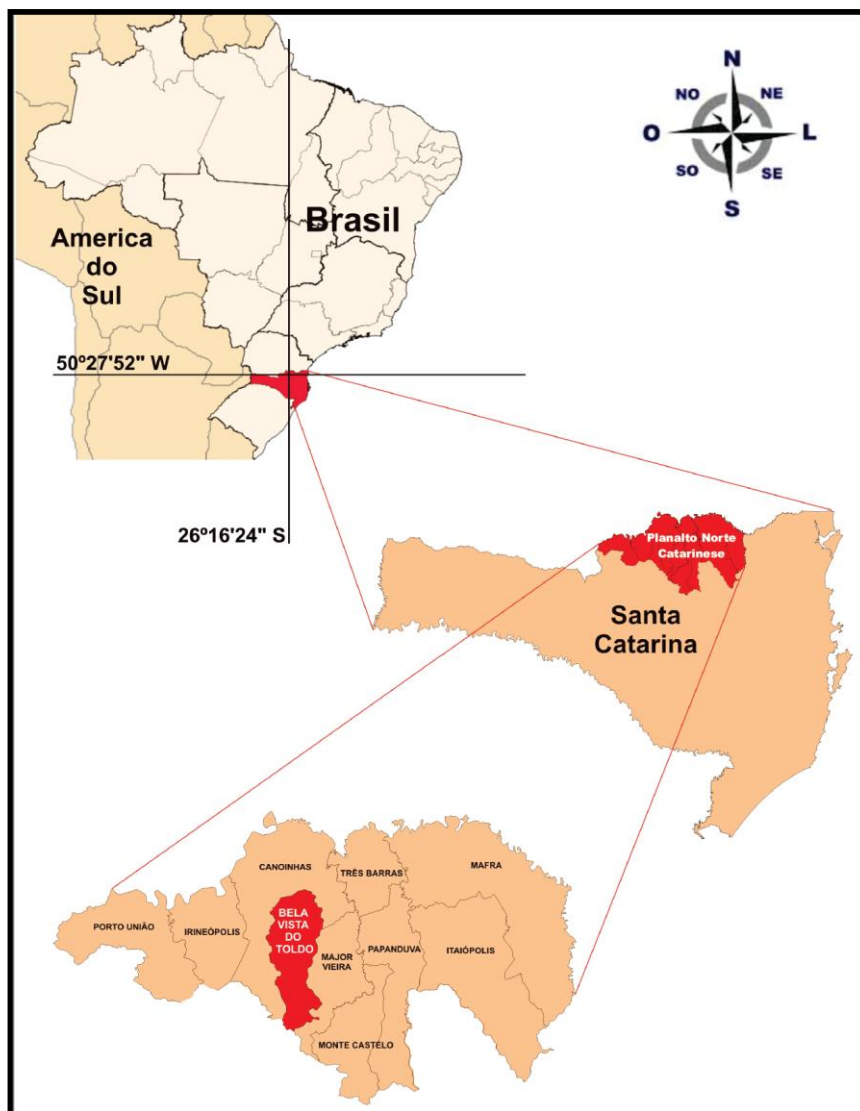 N
NO
NE
O
L
SO
SE
S
Brasil
America
do
Sul
50º27'52" W
26º16'24" S
Planalto Norte
Catarinese
Santa
Catarina
CANOINHAS
TRÊS BARRAS
MAFRA
BELA
VISTA
DO
TOLDO
PORTO UNIÃO
IRINEÓPOLIS
MAJOR
VIEIRA
PAPANDUVA
ITAIÓPOLIS
MONTE CASTELO